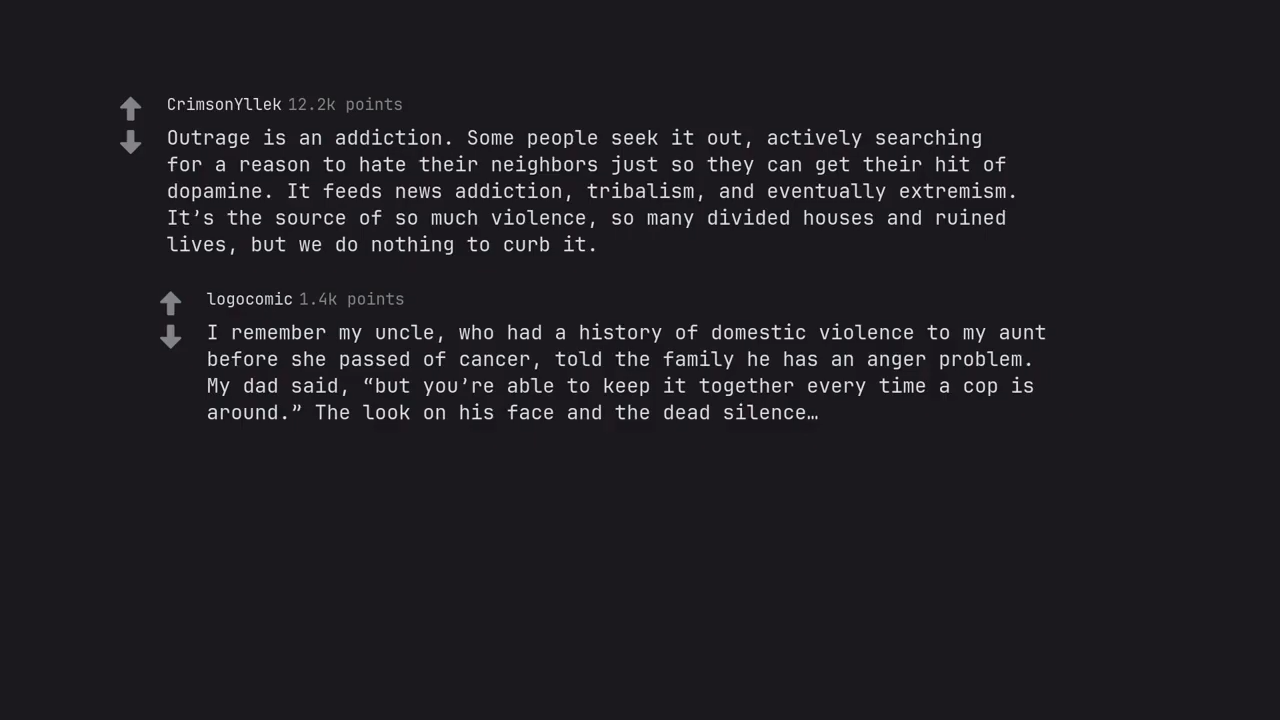 CrimsonYllek 12.2k points
Outrage is an addiction. Some people seek it out, actively searching
for a reason to hate their neighbors just so they can get their hit of
dopamine. It feeds news addiction, tribalism, and eventually extremism.
It’s the source of so much violence, so many divided houses and ruined
lives, but we do nothing to curb it.
logocomic 1.4k points
I remember my uncle, who had a history of domestic violence to my aunt
before she passed of cancer, told the family he has an anger problem.
My dad said, “but you’re able to keep it together every time a cop is
around.” The look on his face and the dead silence…